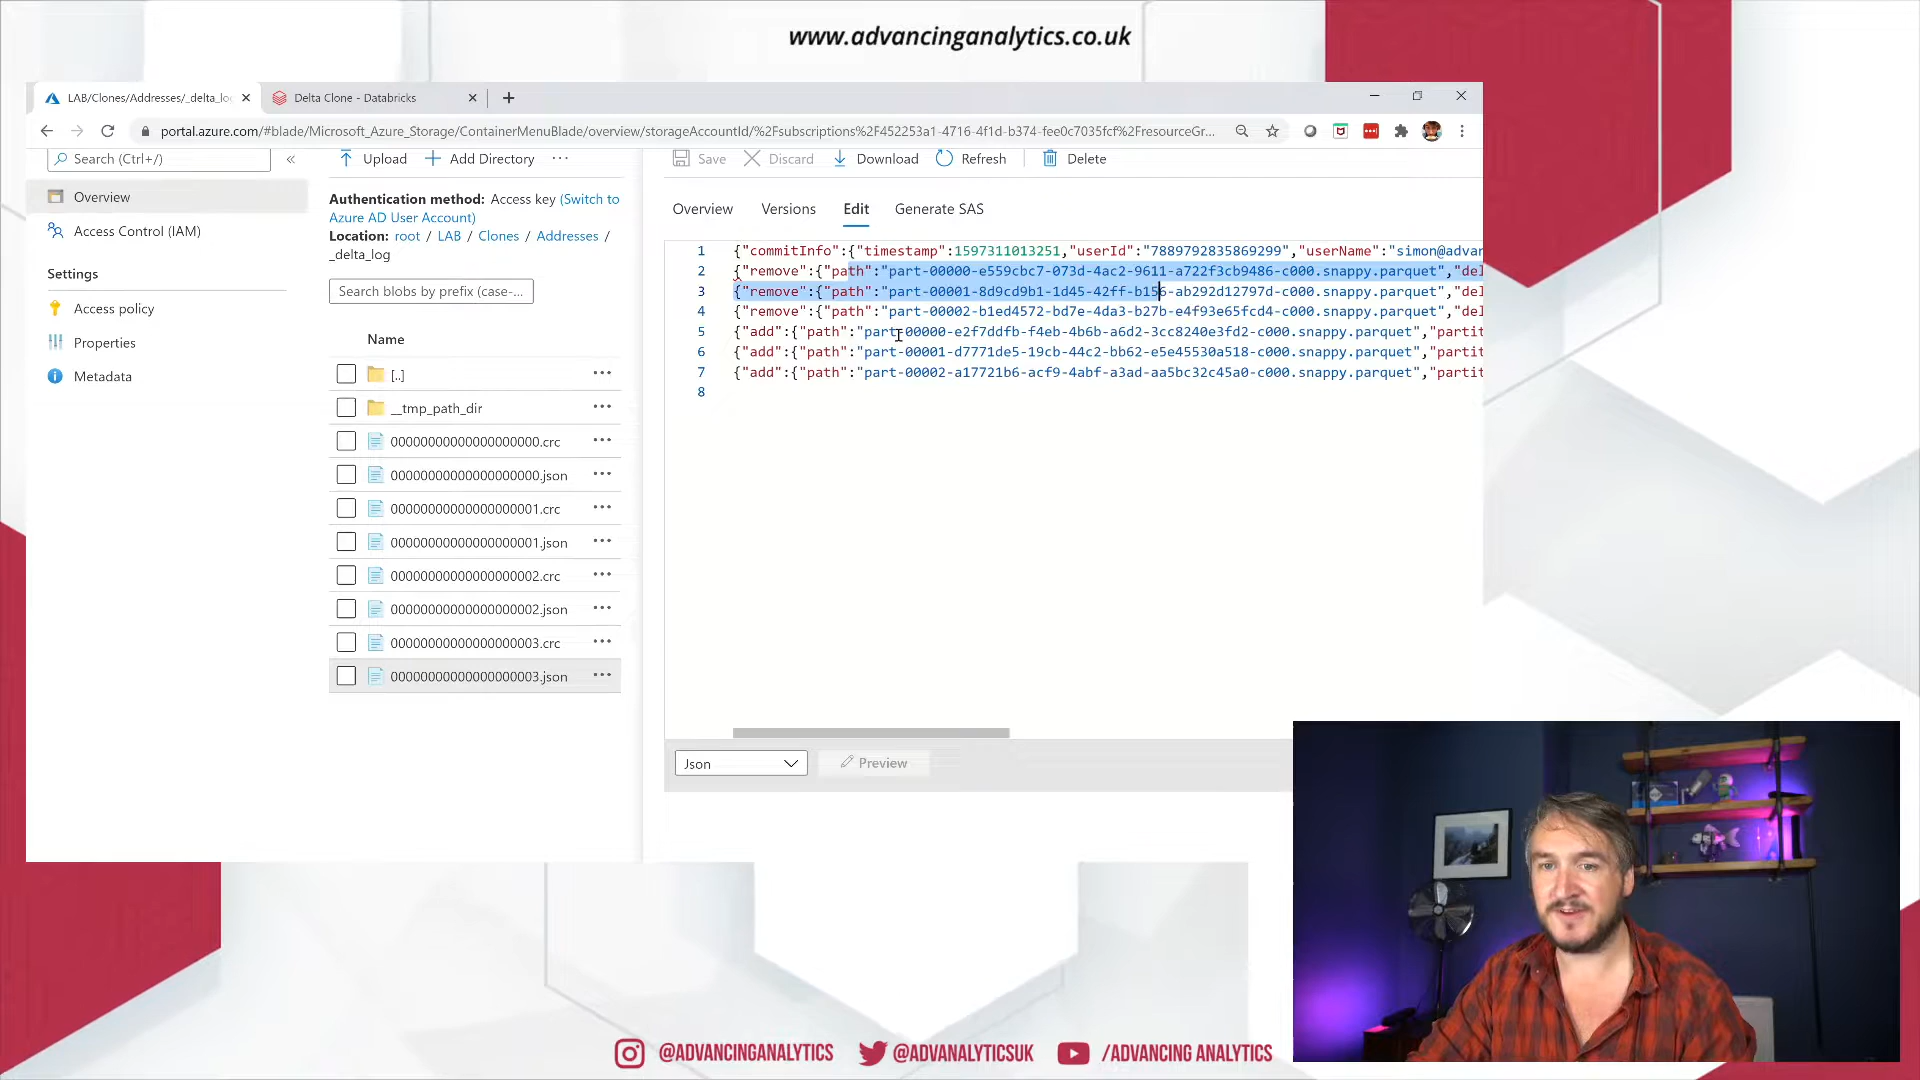 www.advancinganalytics.co.uk
LAB/Clones/Addresses/_delta_lo
Delta Clone - Databricks
portal.azure.com/#blade/Microsoft_Azure_Storage/ContainerMenuBlade/overview/storageAccountId/%2Fsubscriptions%2F452253a1-4716-4f1d-b374-fee0c7035fcf%2FresourceGr...
Search (Ctrl+/)
«
Upload
Add Directory
...
Save
Discard
Download
Refresh
Delete
Overview
Access Control (IAM)
Settings
Access policy
Properties
Metadata
Authentication method: Access key (Switch to
Azure AD User Account)
Location: root / LAB / Clones / Addresses /
_delta_log
Search blobs by prefix (case-...
Name
[..]
__tmp_path_dir
00000000000000000000.crc
00000000000000000000.json
00000000000000000001.crc
00000000000000000001.json
00000000000000000002.crc
00000000000000000002.json
00000000000000000003.crc
00000000000000000003.json
Overview
Versions
Edit
Generate SAS
1 {"commitInfo":{"timestamp":1597311013251,"userId":"7889792835869299","userName":"simon@advan
2 {"remove":{"path":"part-00000-e559cbc7-073d-4ac2-9611-a722f3cb9486-c000.snappy.parquet","del
3 {"remove":{"path":"part-00001-8d9cd9b1-1d45-42ff-b156-ab292d12797d-c000.snappy.parquet","del
4 {"remove":{"path":"part-00002-b1ed4572-bd7e-4da3-b27b-e4f93e65fcd4-c000.snappy.parquet","del
5 {"add":{"path":"part-00000-e2f7ddfb-f4eb-4b6b-a6d2-3cc8240e3fd2-c000.snappy.parquet","partit
6 {"add":{"path":"part-00001-d7771de5-19cb-44c2-bb62-e5e45530a518-c000.snappy.parquet","partit
7 {"add":{"path":"part-00002-a17721b6-acf9-4abf-a3ad-aa5bc32c45a0-c000.snappy.parquet","partit
8
Json
Preview
@ADVANCINGANALYTICS
@ADVANALYTICSUK
/ADVANCING ANALYTICS